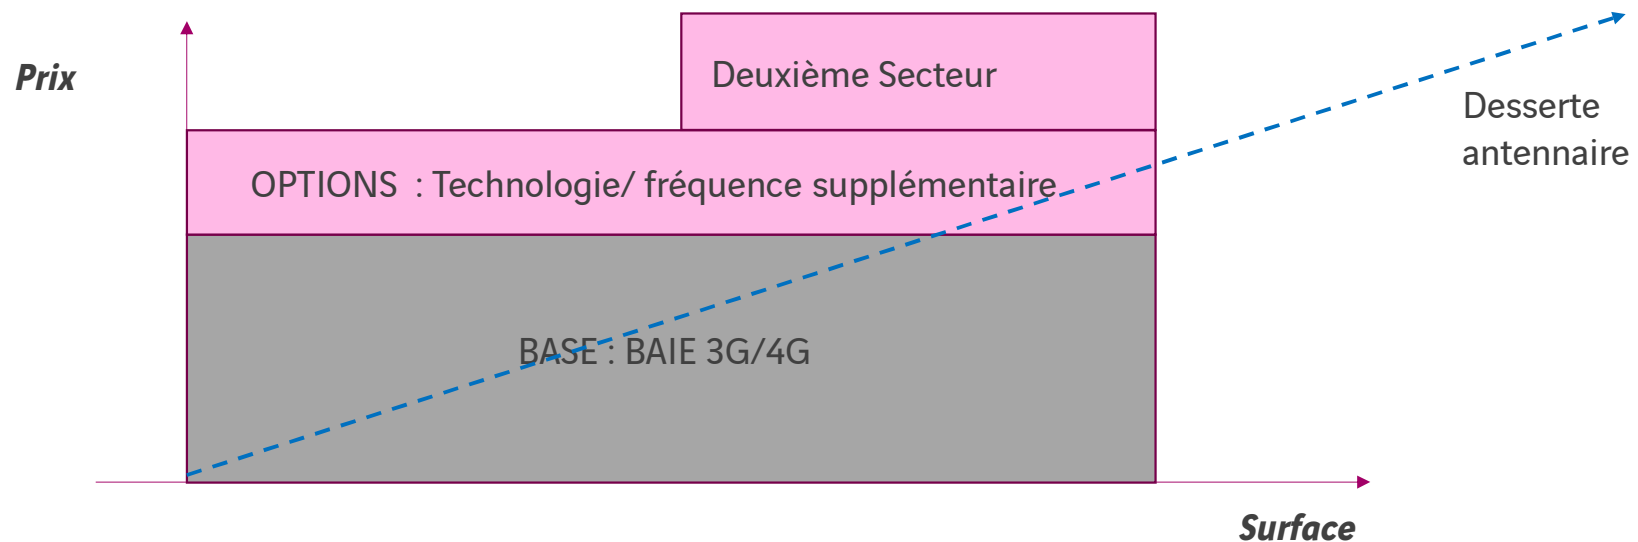 Prix
Deuxième Secteur
Desserte
antennaire
OPTIONS : Technologie/ fréquence supplémentaire
BASE : BAIE 3G/4G
Surface